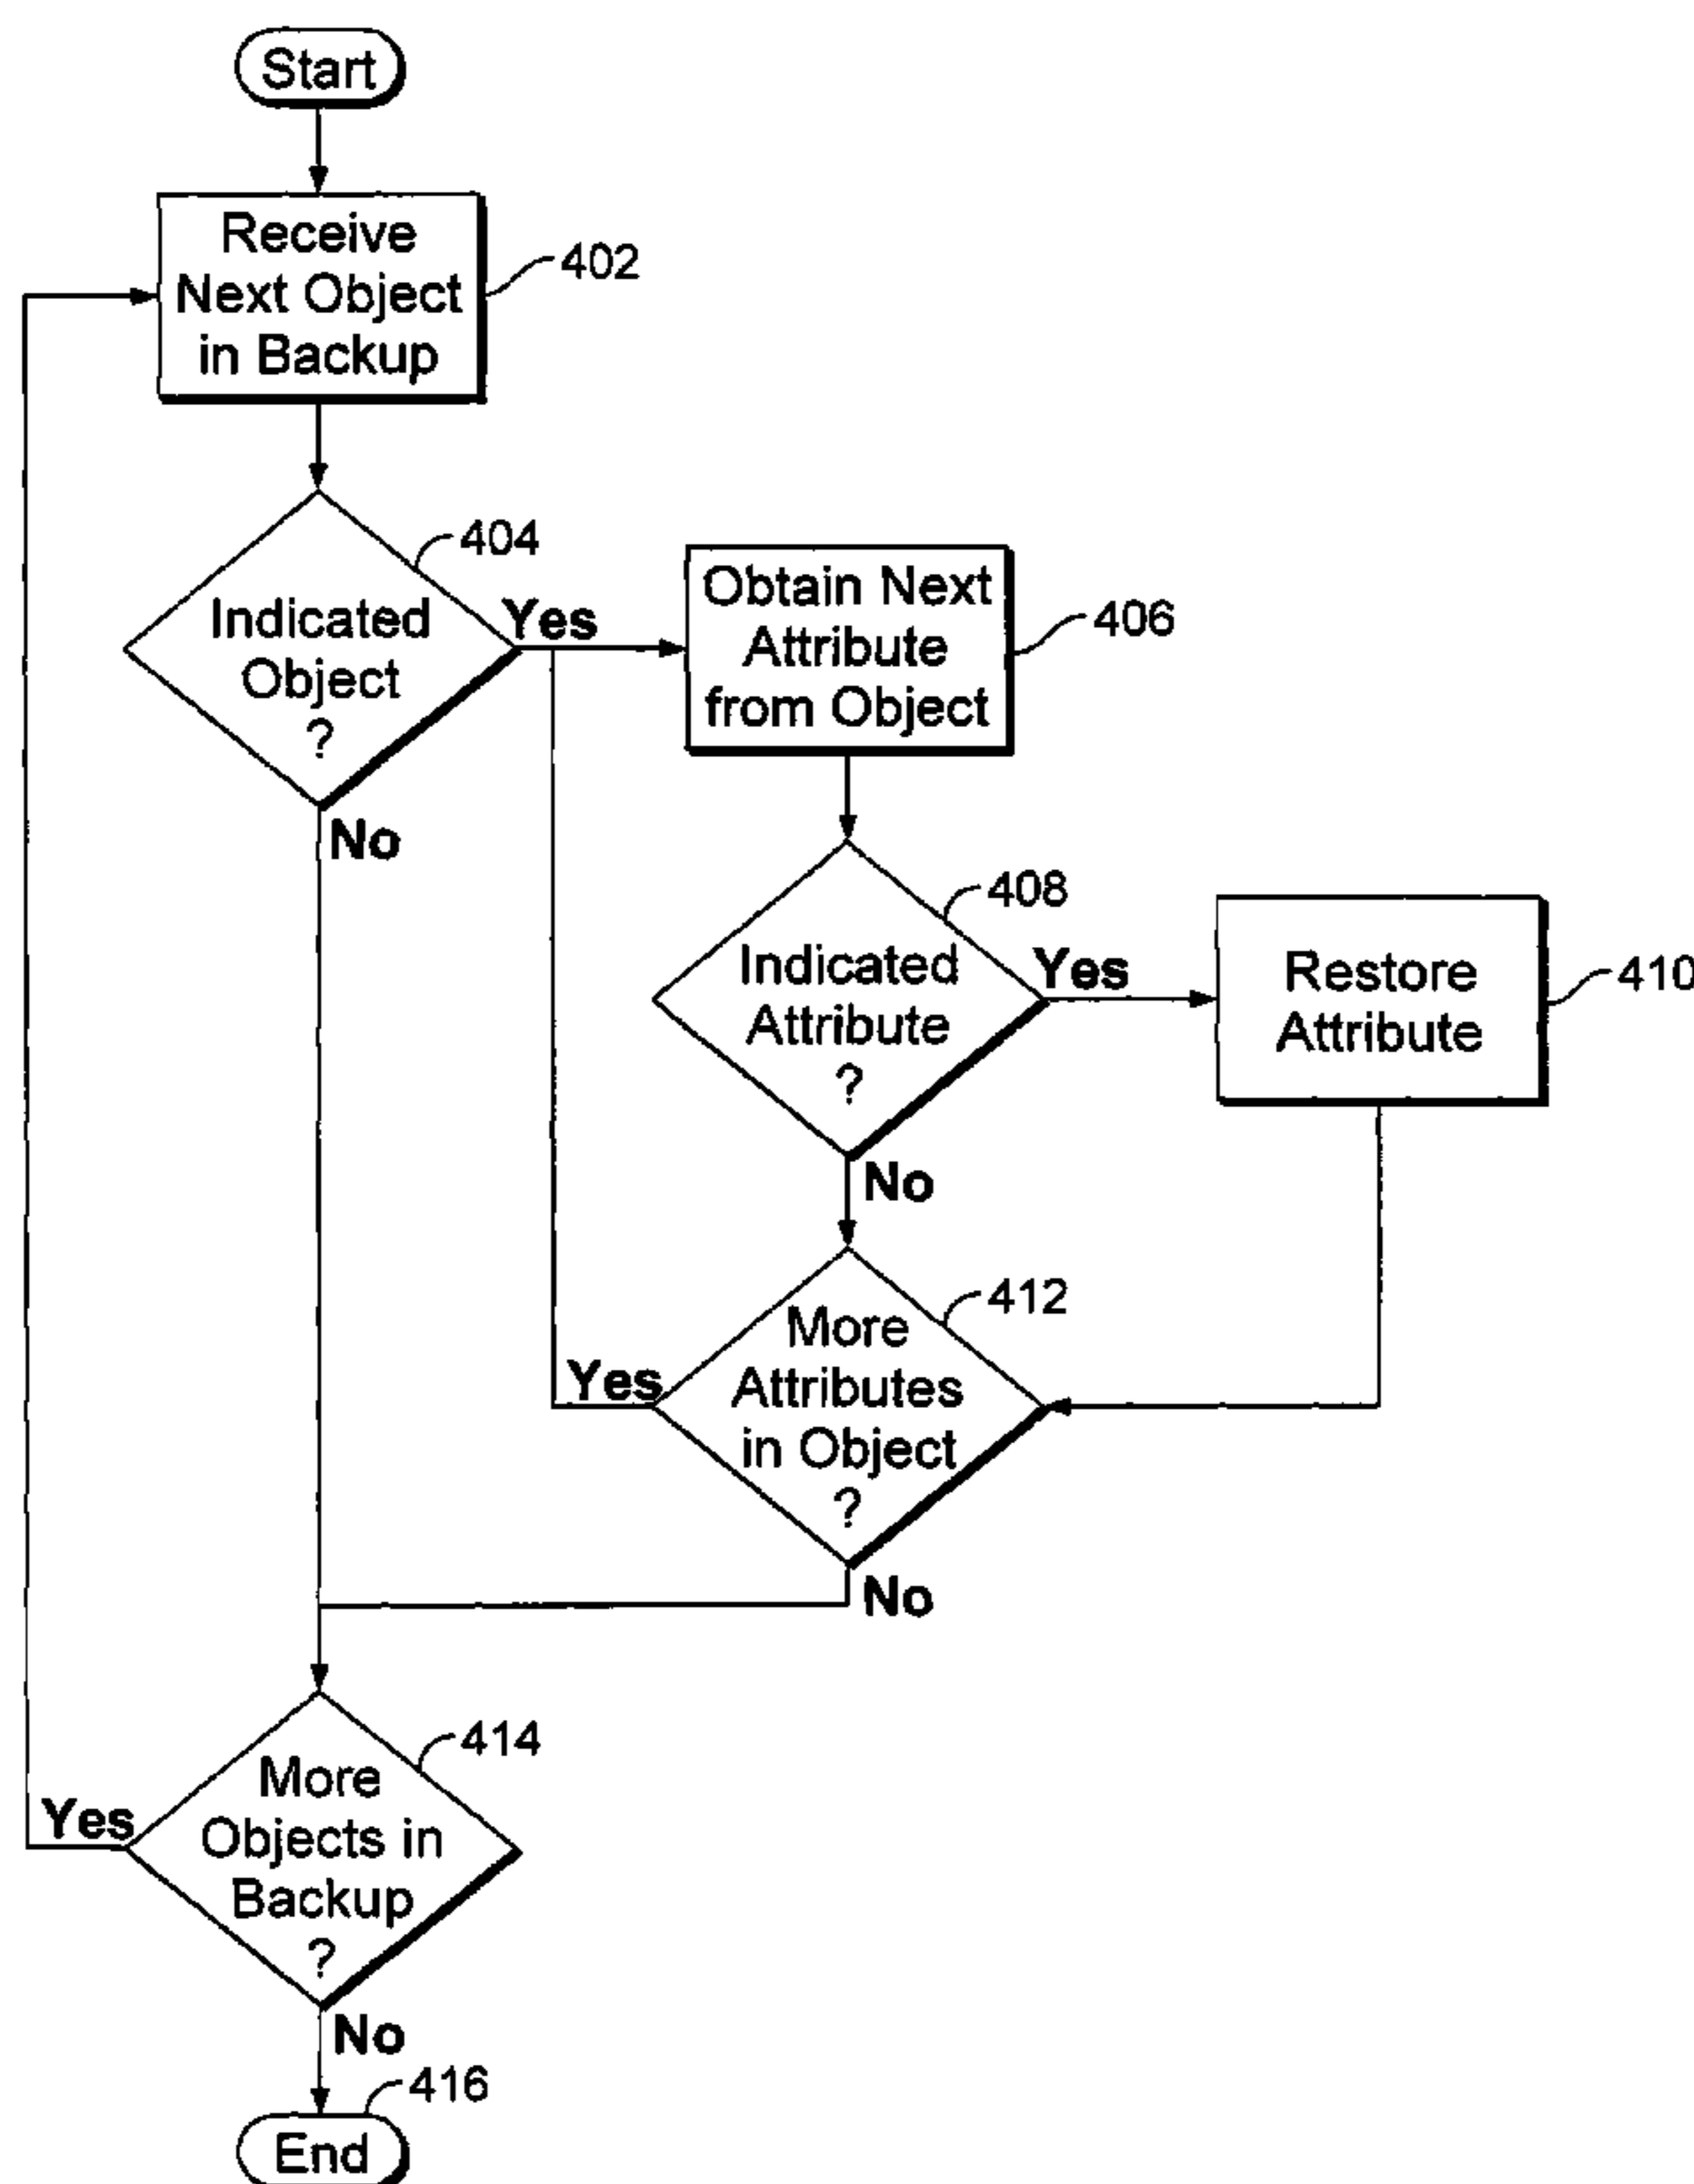 Start
Receive
Next Object
in Backup
402
404
Indicated
Object
?
Yes
No
Obtain Next
Attribute
from Object
406
408
Indicated
Attribute
?
Yes
No
Restore
Attribute
410
412
More
Attributes
in Object
?
Yes
No
414
More
Objects in
Backup
?
Yes
No
416
End